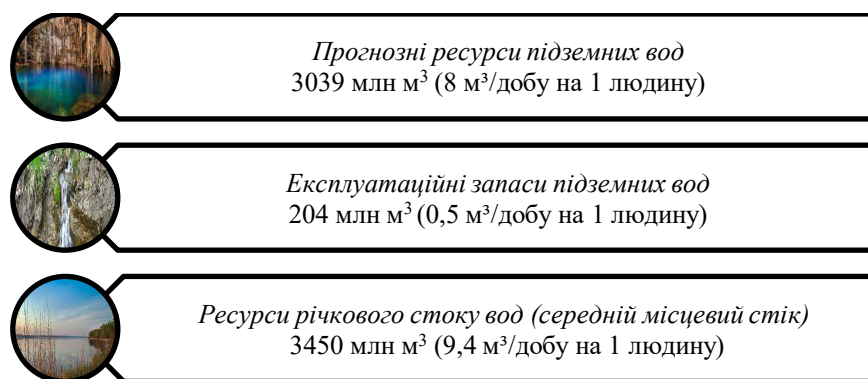 Прогнозні ресурси підземних вод
3039 млн м³ (8 м³/добу на 1 людину)
Експлуатаційні запаси підземних вод
204 млн м³ (0,5 м³/добу на 1 людину)
Ресурси річкового стоку вод (середній місцевий стік)
3450 млн м³ (9,4 м³/добу на 1 людину)